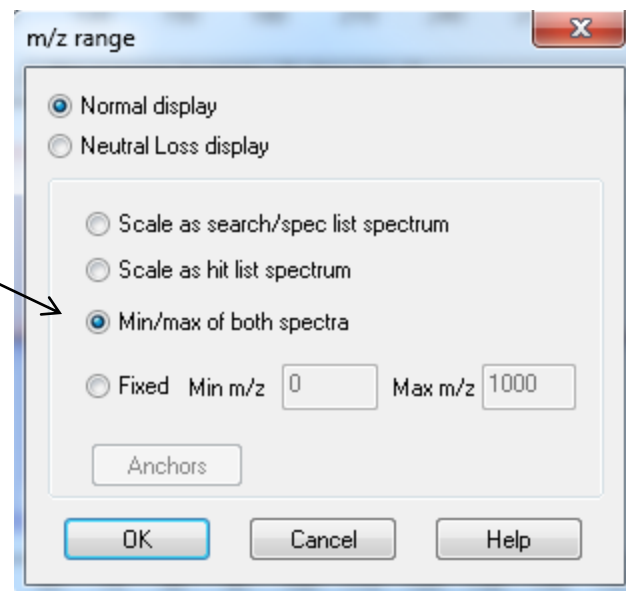 m/z range
Normal display
Neutral Loss display
Scale as search/spec list spectrum
Scale as hit list spectrum
Min/max of both spectra
Fixed Min m/z 0 Max m/z 1000
Anchors
OK Cancel Help